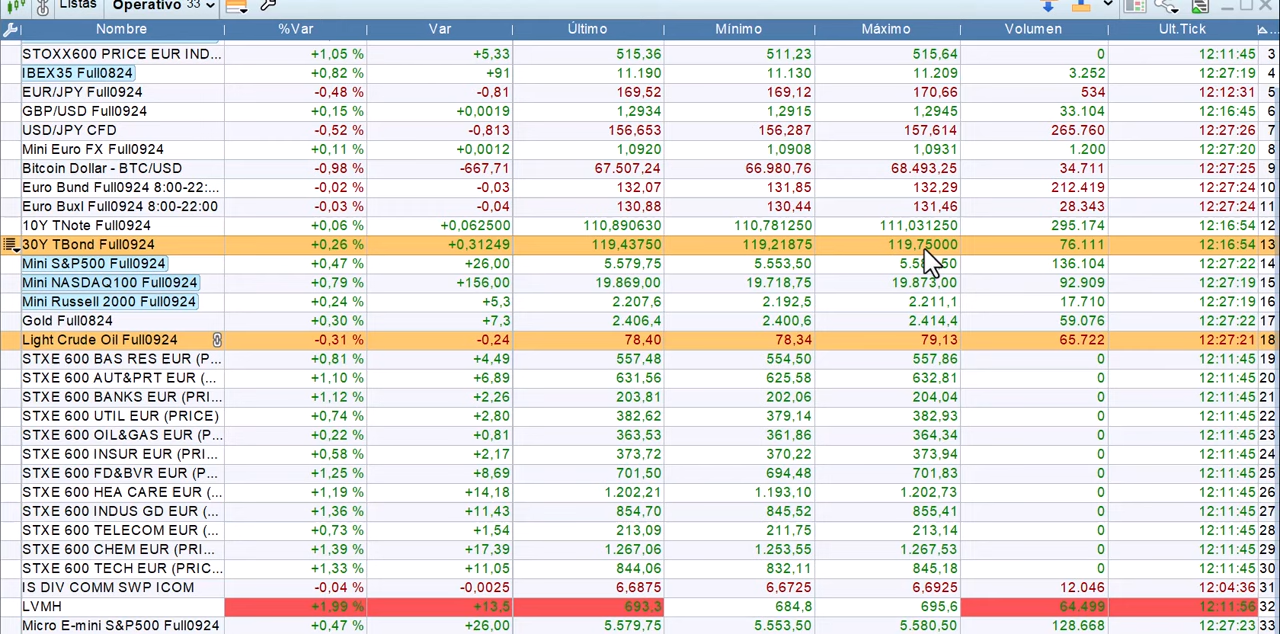 Listas Operativo 33
Nombre %Var Var Último Mínimo Máximo Volumen Ult.Tick
STOXX600 PRICE EUR IND... +1,05 % +5,33 515,36 511,23 515,64 0 12:11:45 3
IBEX35 Full0824 +0,82 % +91 11.190 11.130 11.209 3.252 12:27:19 4
EUR/JPY Full0924 -0,48 % -0,81 169,52 169,12 170,66 534 12:12:31 5
GBP/USD Full0924 +0,15 % +0,0019 1,2934 1,2915 1,2945 33.104 12:16:45 6
USD/JPY CFD -0,52 % -0,813 156,653 156,287 157,614 265.760 12:27:26 7
Mini Euro FX Full0924 +0,11 % +0,0012 1,0920 1,0908 1,0931 1.200 12:27:20 8
Bitcoin Dollar - BTC/USD -0,98 % -667,71 67.507,24 66.980,76 68.493,25 34.711 12:27:25 9
Euro Bund Full0924 8:00-22:... -0,02 % -0,03 132,07 131,85 132,29 212.419 12:27:24 10
Euro Buxl Full0924 8:00-22:00 -0,03 % -0,04 130,88 130,44 131,46 28.343 12:27:24 11
10Y TNote Full0924 +0,06 % +0,062500 110,890630 110,781250 111,031250 295.174 12:16:54 12
30Y TBond Full0924 +0,26 % +0,31249 119,43750 119,21875 119,75000 76.111 12:16:54 13
Mini S&P500 Full0924 +0,47 % +26,00 5.579,75 5.553,50 136.104 12:27:22 14
Mini NASDAQ100 Full0924 +0,79 % +156,00 19.869,00 19.718,75 19.873,00 92.909 12:27:19 15
Mini Russell 2000 Full0924 +0,24 % +5,3 2.207,6 2.192,5 2.211,1 17.710 12:27:19 16
Gold Full0824 +0,30 % +7,3 2.406,4 2.400,6 2.414,4 59.076 12:27:22 17
Light Crude Oil Full0924 -0,31 % -0,24 78,40 78,34 79,13 65.722 12:27:21 18
STXE 600 BAS RES EUR (P... +0,81 % +4,49 557,48 554,50 557,86 0 12:11:45 19
STXE 600 AUT&PRT EUR (... +1,10 % +6,89 631,56 625,58 632,81 0 12:11:45 20
STXE 600 BANKS EUR (PRI... +1,12 % +2,26 203,81 202,06 204,04 0 12:11:45 21
STXE 600 UTIL EUR (PRICE) +0,74 % +2,80 382,62 379,14 382,93 0 12:11:45 22
STXE 600 OIL&GAS EUR (P... +0,22 % +0,81 363,53 361,86 364,34 0 12:11:45 23
STXE 600 INSUR EUR (PRI... +0,58 % +2,17 373,72 370,22 373,94 0 12:11:45 24
STXE 600 FD&BVR EUR (P... +1,25 % +8,69 701,50 694,48 701,83 0 12:11:45 25
STXE 600 HEA CARE EUR (... +1,19 % +14,18 1.202,21 1.193,10 1.202,73 0 12:11:45 26
STXE 600 INDUS GD EUR (... +1,36 % +11,43 854,70 845,52 855,41 0 12:11:45 27
STXE 600 TELECOM EUR (... +0,73 % +1,54 213,09 211,75 213,14 0 12:11:45 28
STXE 600 CHEM EUR (PRI... +1,39 % +17,39 1.267,06 1.253,55 1.267,53 0 12:11:45 29
STXE 600 TECH EUR (PRIC... +1,33 % +11,05 844,06 832,11 845,18 0 12:11:45 30
IS DIV COMM SWP ICOM -0,04 % -0,0025 6,6875 6,6725 6,6925 12.046 12:04:36 31
LVMH +1,99 % +13,5 693,3 684,8 695,6 64.499 12:11:56 32
Micro E-mini S&P500 Full0924 +0,47 % +26,00 5.579,75 5.553,50 5.580,50 128.668 12:27:23 33